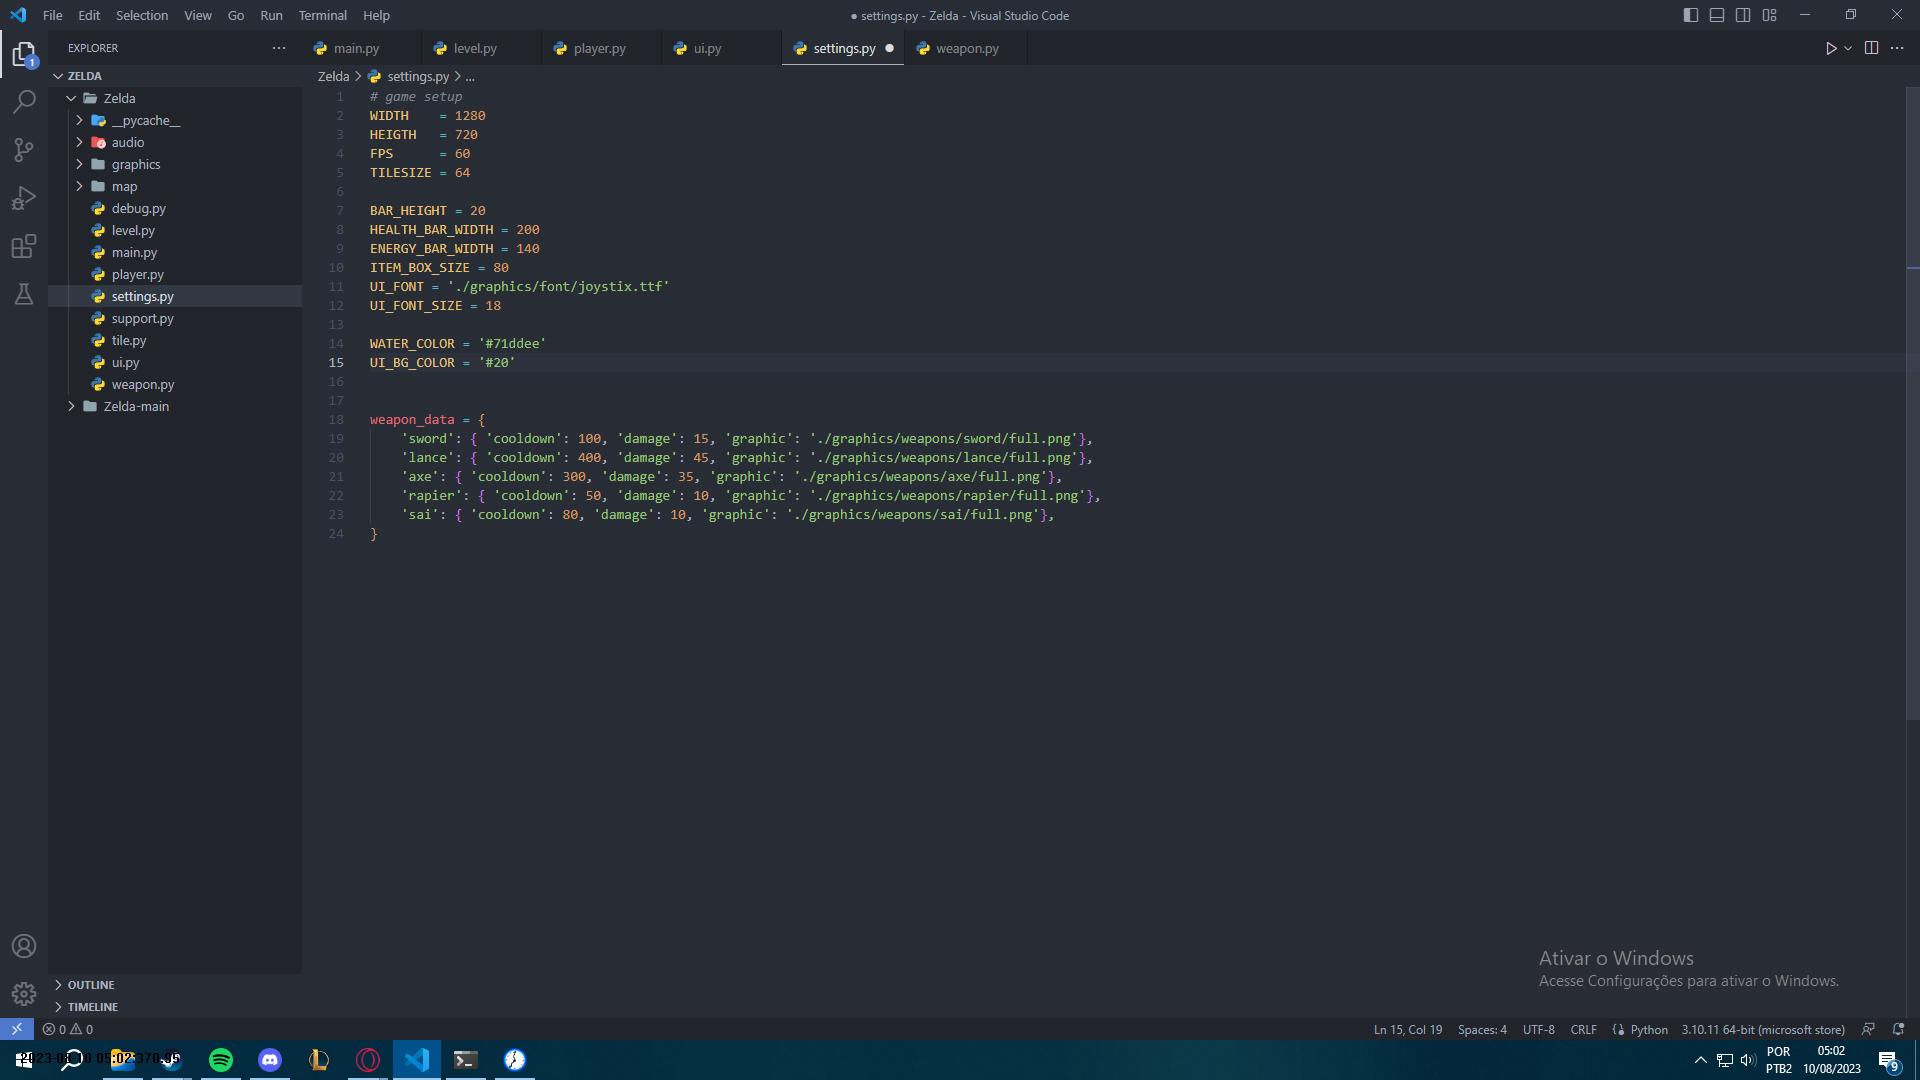 File Edit Selection View Go Run Terminal Help
● settings.py - Zelda - Visual Studio Code
EXPLORER
main.py level.py player.py ui.py settings.py weapon.py
ZELDA
Zelda
__pycache__
audio
graphics
map
debug.py
level.py
main.py
player.py
settings.py
support.py
tile.py
ui.py
weapon.py
Zelda-main
OUTLINE
TIMELINE
1
Zelda > settings.py > ...
1 # game setup
2 WIDTH    = 1280
3 HEIGTH   = 720
4 FPS      = 60
5 TILESIZE = 64
6
7 BAR_HEIGHT = 20
8 HEALTH_BAR_WIDTH = 200
9 ENERGY_BAR_WIDTH = 140
10 ITEM_BOX_SIZE = 80
11 UI_FONT = './graphics/font/joystix.ttf'
12 UI_FONT_SIZE = 18
13
14 WATER_COLOR = '#71ddee'
15 UI_BG_COLOR = '#20'
16
17
18 weapon_data = {
19     'sword': { 'cooldown': 100, 'damage': 15, 'graphic': './graphics/weapons/sword/full.png'},
20     'lance': { 'cooldown': 400, 'damage': 45, 'graphic': './graphics/weapons/lance/full.png'},
21     'axe': { 'cooldown': 300, 'damage': 35, 'graphic': './graphics/weapons/axe/full.png'},
22     'rapier': { 'cooldown': 50, 'damage': 10, 'graphic': './graphics/weapons/rapier/full.png'},
23     'sai': { 'cooldown': 80, 'damage': 10, 'graphic': './graphics/weapons/sai/full.png'},
24 }
Ativar o Windows
Acesse Configurações para ativar o Windows.
0 0
Ln 15, Col 19 Spaces: 4 UTF-8 CRLF Python 3.10.11 64-bit (microsoft store)
POR
PTB2
05:02
10/08/2023
9